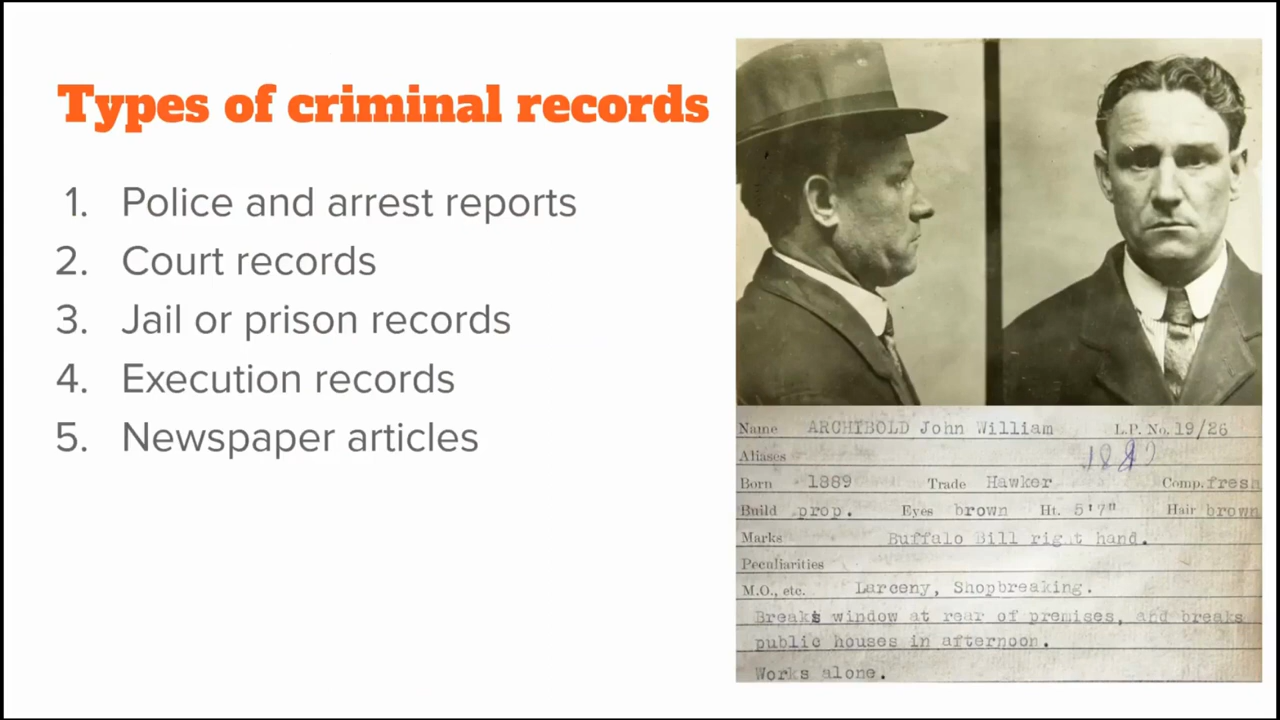 Types of criminal records
1. Police and arrest reports
2. Court records
3. Jail or prison records
4. Execution records
5. Newspaper articles
Name ARCHIBOLD John William L.P. No. 19/26
Aliases
Born 1889 Trade Hawker Comp. fresh
Build prop. Eyes brown Ht. 5'7" Hair brown
Marks Buffalo Bill right hand.
Peculiarities
M.O., etc. Larceny, Shopbreaking.
Breaks window at rear of premises, and breaks
public houses in afternoon.
Works alone.